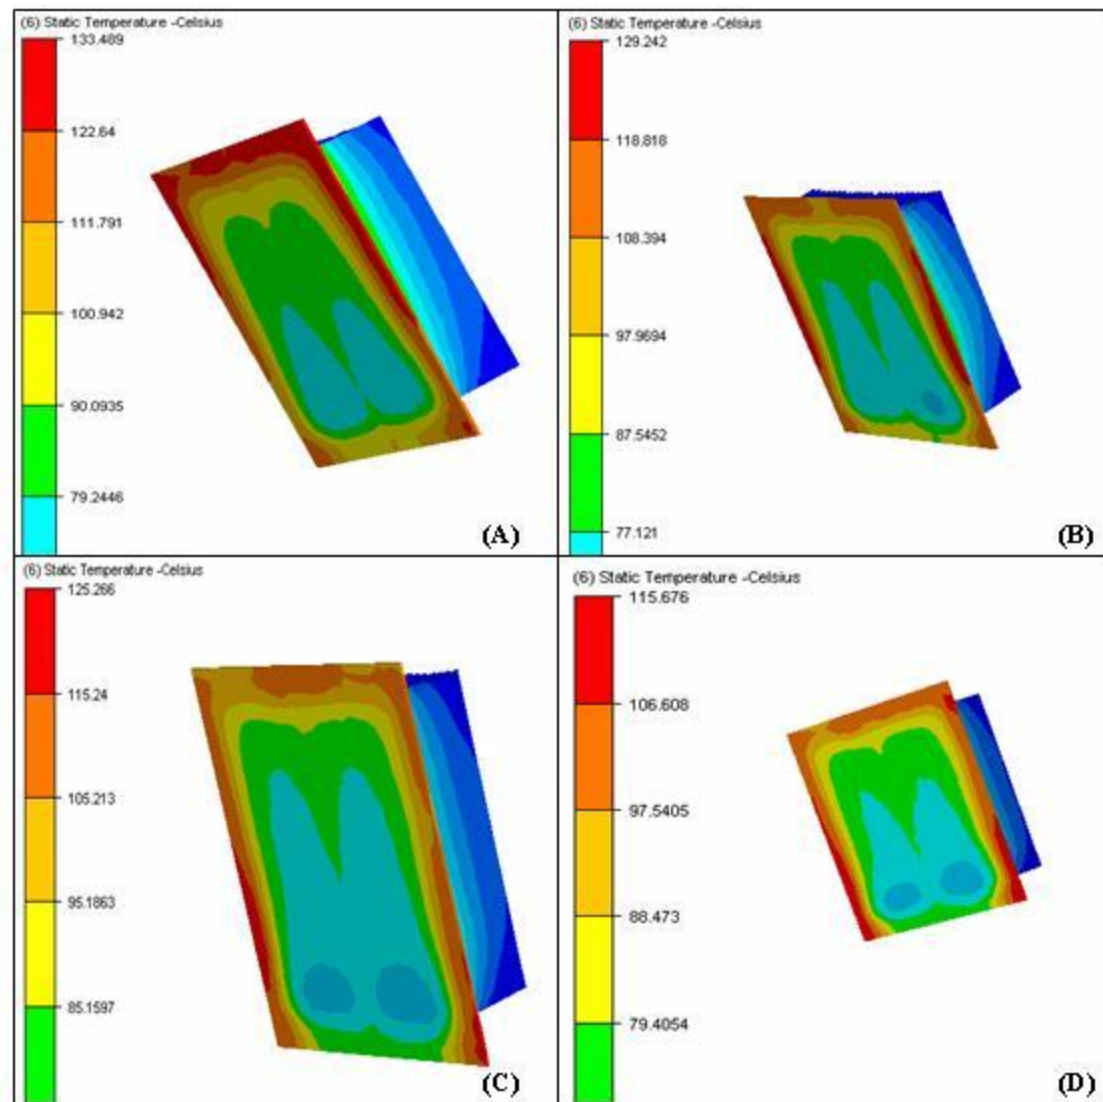 (6) Static Temperature -Celsius
133.489
122.64
111.791
100.942
90.0935
79.2446
(A)
(6) Static Temperature -Celsius
129.242
118.818
108.394
97.9694
87.5452
77.121
(B)
(6) Static Temperature -Celsius
125.266
115.24
105.213
95.1863
85.1597
(C)
(6) Static Temperature -Celsius
115.676
106.608
97.5405
88.473
79.4054
(D)